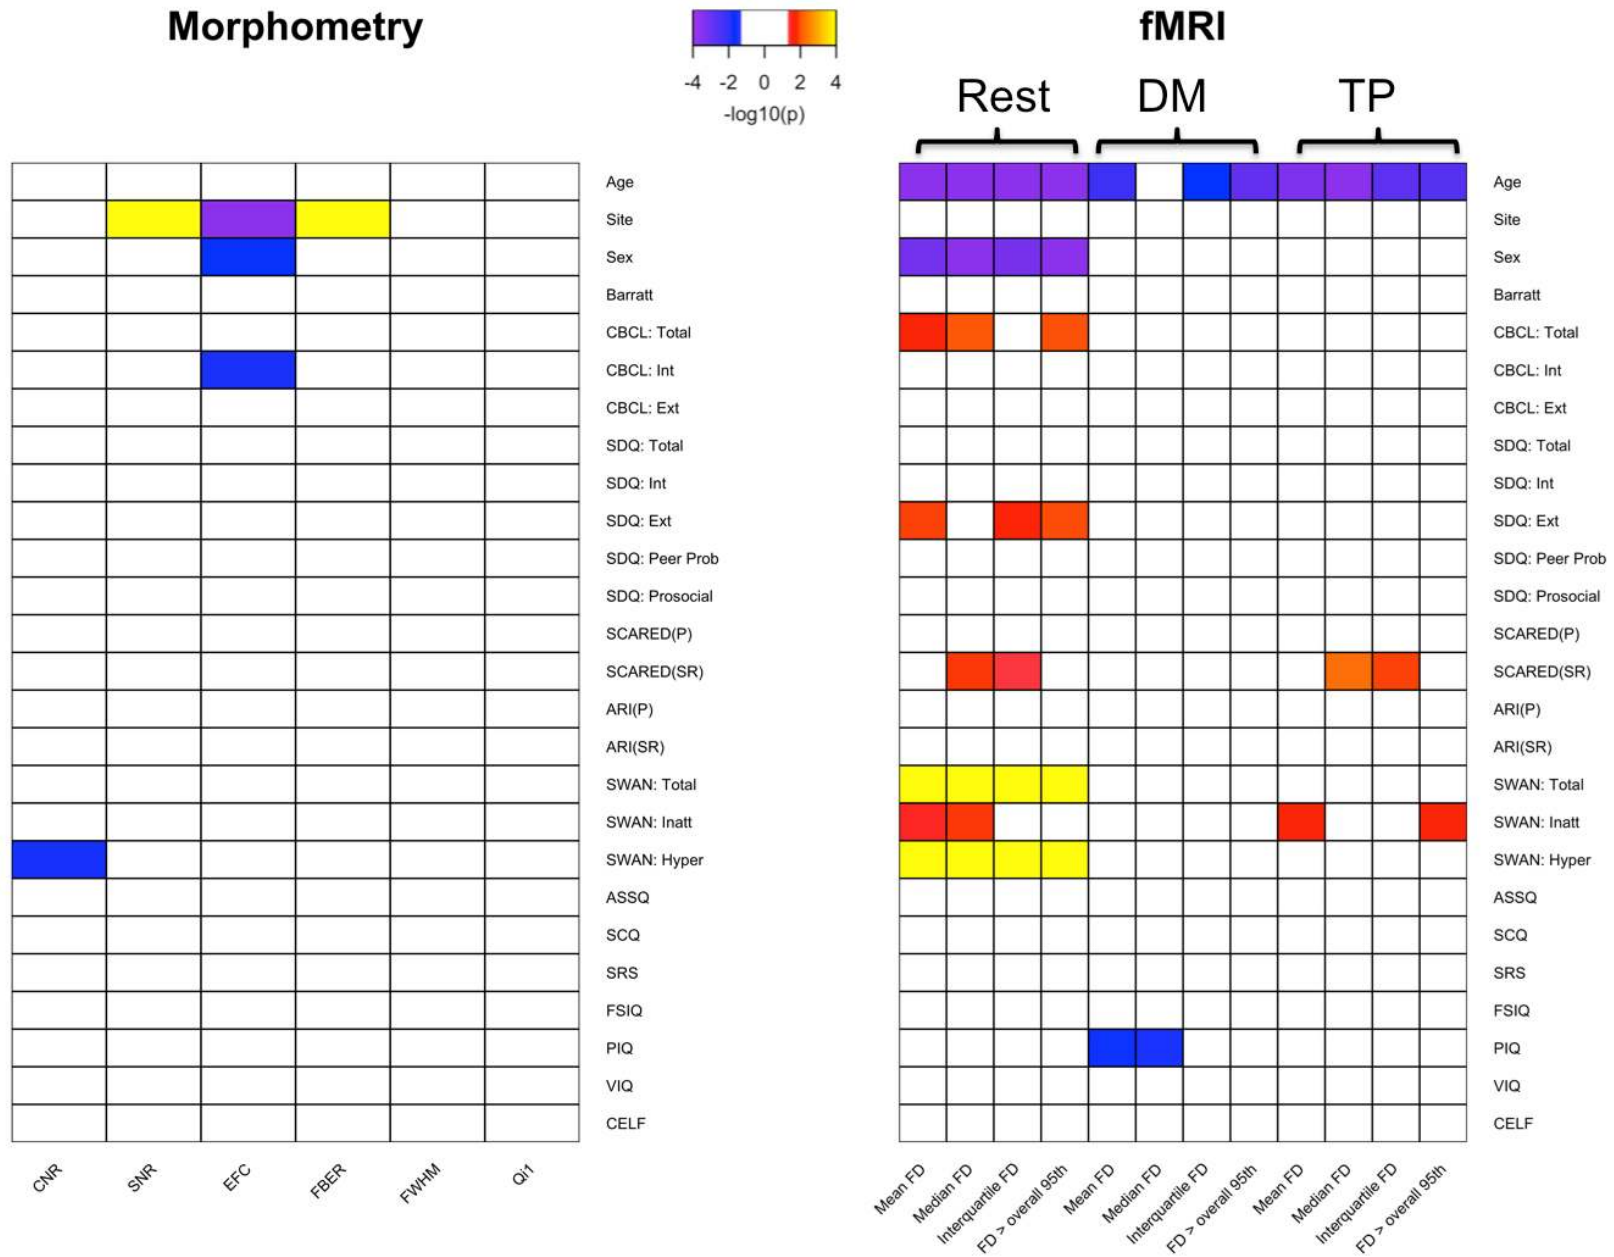 Morphometry
fMRI
-4 -2 0 2 4
-log10(p)
Rest DM TP
Age
Site
Sex
Barratt
CBCL: Total
CBCL: Int
CBCL: Ext
SDQ: Total
SDQ: Int
SDQ: Ext
SDQ: Peer Prob
SDQ: Prosocial
SCARED(P)
SCARED(SR)
ARI(P)
ARI(SR)
SWAN: Total
SWAN: Inatt
SWAN: Hyper
ASSQ
SCQ
SRS
FSIQ
PIQ
VIQ
CELF
CNR
SNR
EFC
FBER
FWHM
Qi1
Age
Site
Sex
Barratt
CBCL: Total
CBCL: Int
CBCL: Ext
SDQ: Total
SDQ: Int
SDQ: Ext
SDQ: Peer Prob
SDQ: Prosocial
SCARED(P)
SCARED(SR)
ARI(P)
ARI(SR)
SWAN: Total
SWAN: Inatt
SWAN: Hyper
ASSQ
SCQ
SRS
FSIQ
PIQ
VIQ
CELF
Mean FD
Median FD
Interquartile FD
FD > overall 95th
Mean FD
Median FD
Interquartile FD
FD > overall 95th
Mean FD
Median FD
Interquartile FD
FD > overall 95th